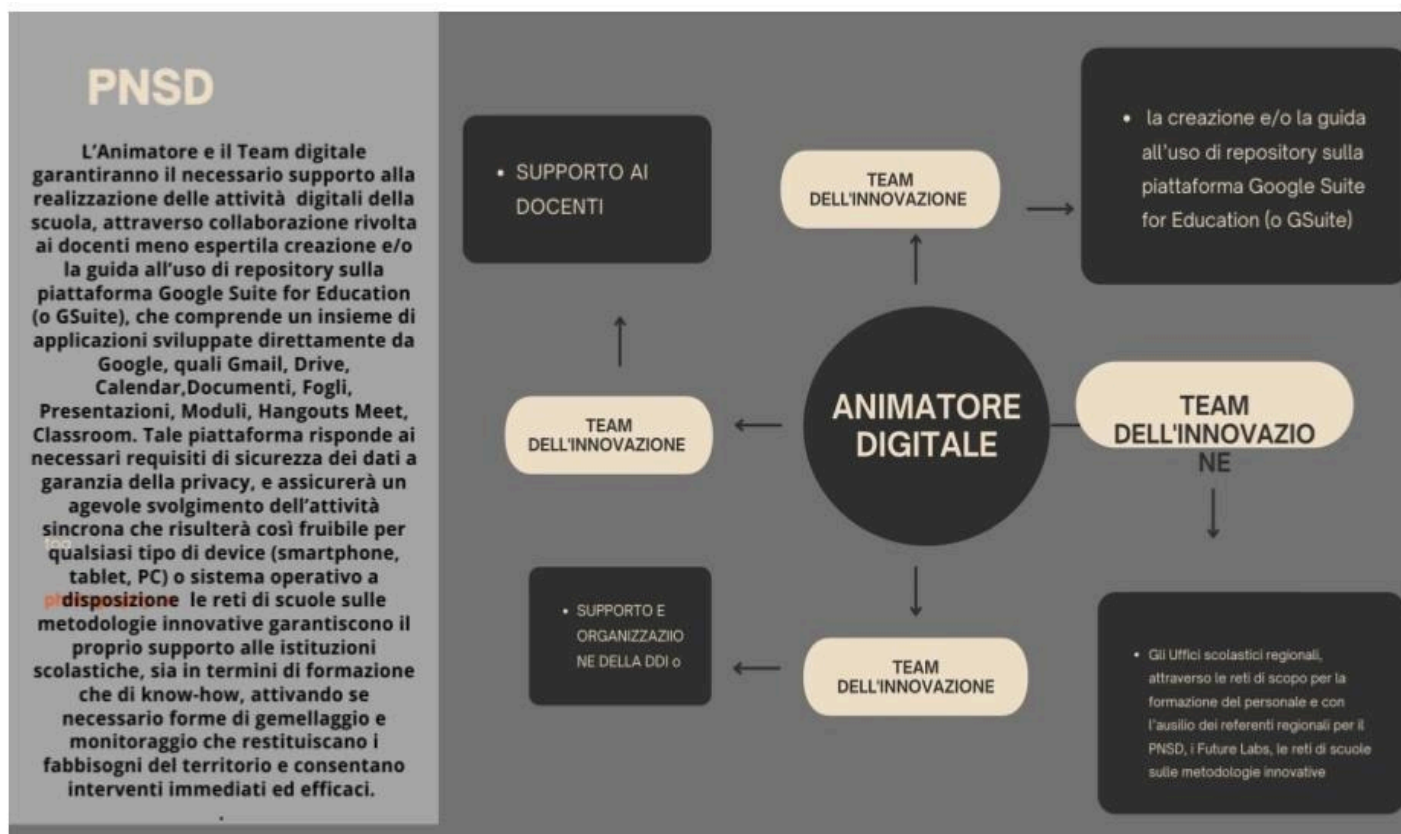 PNSD
L'Animatore e il Team digitale
garantiranno il necessario supporto alla
realizzazione delle attività digitali della
scuola, attraverso collaborazione rivolta
ai docenti meno espertila creazione e/o
la guida all'uso di repository sulla
piattaforma Google Suite for Education
(o GSuite), che comprende un insieme di
applicazioni sviluppate direttamente da
Google, quali Gmail, Drive,
Calendar,Documenti, Fogli,
Presentazioni, Moduli, Hangouts Meet,
Classroom. Tale piattaforma risponde ai
necessari requisiti di sicurezza dei dati a
garanzia della privacy, e assicurerà un
agevole svolgimento dell'attività
sincrona che risulterà così fruibile per
qualsiasi tipo di device (smartphone,
tablet, PC) o sistema operativo a
disposizione le reti di scuole sulle
metodologie innovative garantiscono il
proprio supporto alle istituzioni
scolastiche, sia in termini di formazione
che di know-how, attivando se
necessario forme di gemellaggio e
monitoraggio che restituiscano i
fabbisogni del territorio e consentano
interventi immediati ed efficaci.
.
• SUPPORTO AI
DOCENTI
TEAM
DELL'INNOVAZIONE
• la creazione e/o la guida
all'uso di repository sulla
piattaforma Google Suite
for Education (o GSuite)
TEAM
DELL'INNOVAZIONE
ANIMATORE
DIGITALE
TEAM
DELL'INNOVAZIO
NE
• SUPPORTO E
ORGANIZZAZIIO
NE DELLA DDI o
TEAM
DELL'INNOVAZIONE
• Gli Uffici scolastici regionali,
attraverso le reti di scopo per la
formazione del personale e con
l'ausilio dei referenti regionali per il
PNSD, i Future Labs, le reti di scuole
sulle metodologie innovative